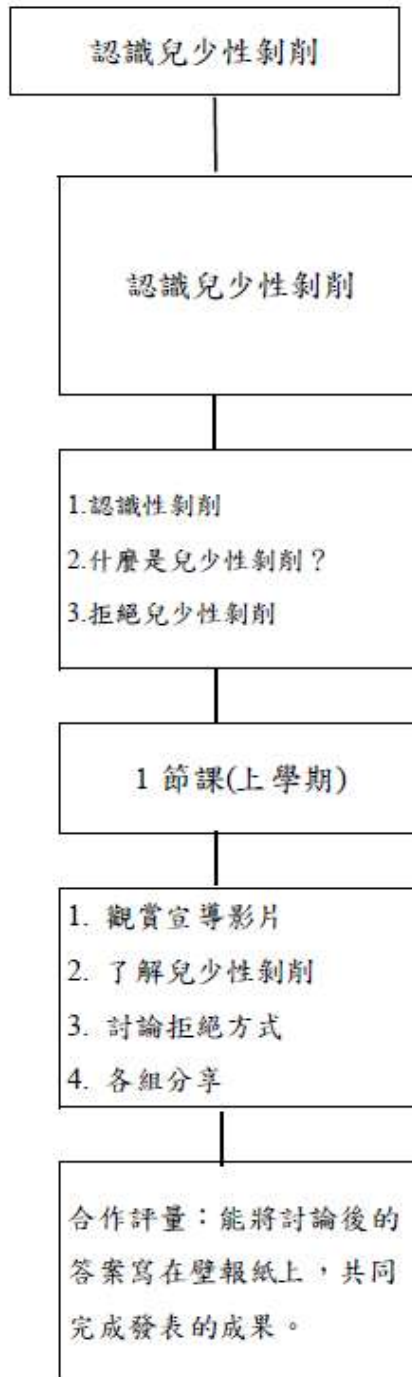 認識兒少性剝削
認識兒少性剝削
1.認識性剝削
2.什麼是兒少性剝削？
3.拒絕兒少性剝削
1 節課(上學期)
1. 觀賞宣導影片
2. 了解兒少性剝削
3. 討論拒絕方式
4. 各組分享
合作評量：能將討論後的
答案寫在壁報紙上，共同
完成發表的成果。